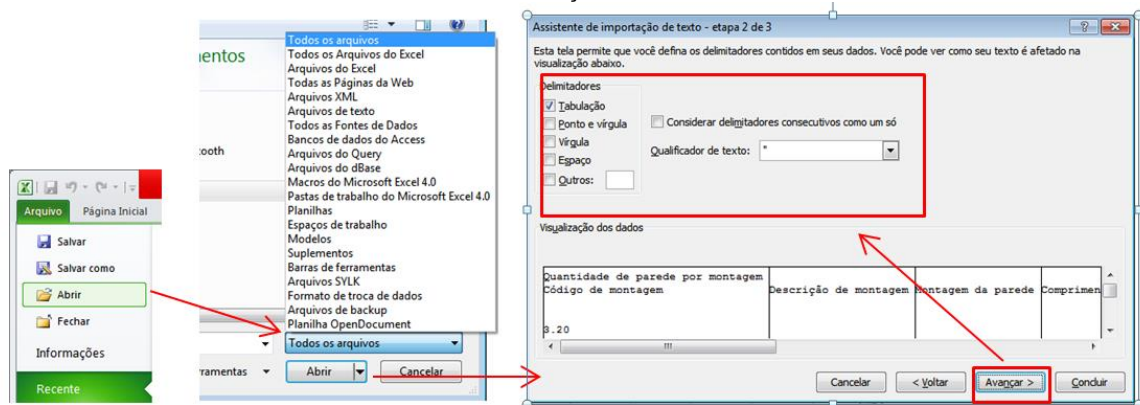 Arquivo
Página Inicial
Salvar
Salvar como
Abrir
Fechar
Informações
Recente
Todos os arquivos
Todos os Arquivos do Excel
Arquivos do Excel
Todas as Páginas da Web
Arquivos XML
Arquivos de texto
Todos as Fontes de Dados
Bancos de dados do Access
Arquivos do Query
Arquivos do dBase
Macros do Microsoft Excel 4.0
Pastas de trabalho do Microsoft Excel 4.0
Planilhas
Espaços de trabalho
Modelos
Suplementos
Barras de ferramentas
Arquivos SYLK
Formato de troca de dados
Arquivos de backup
Planilha OpenDocument
Todos os arquivos
Abrir
Cancelar
Assistente de importação de texto - etapa 2 de 3
Esta tela permite que você defina os delimitadores contidos em seus dados. Você pode ver como seu texto é afetado na
visualização abaixo.
Delimitadores
Tabulação
Ponto e vírgula
Vírgula
Espaço
Outros:
Considerar delimitadores consecutivos como um só
Qualificador de texto: "
Visualização dos dados
Quantidade de parede por montagem
Código de montagem
Descrição de montagem
Montagem da parede
Comprimen
3.20
Cancelar
< Voltar
Avançar >
Concluir